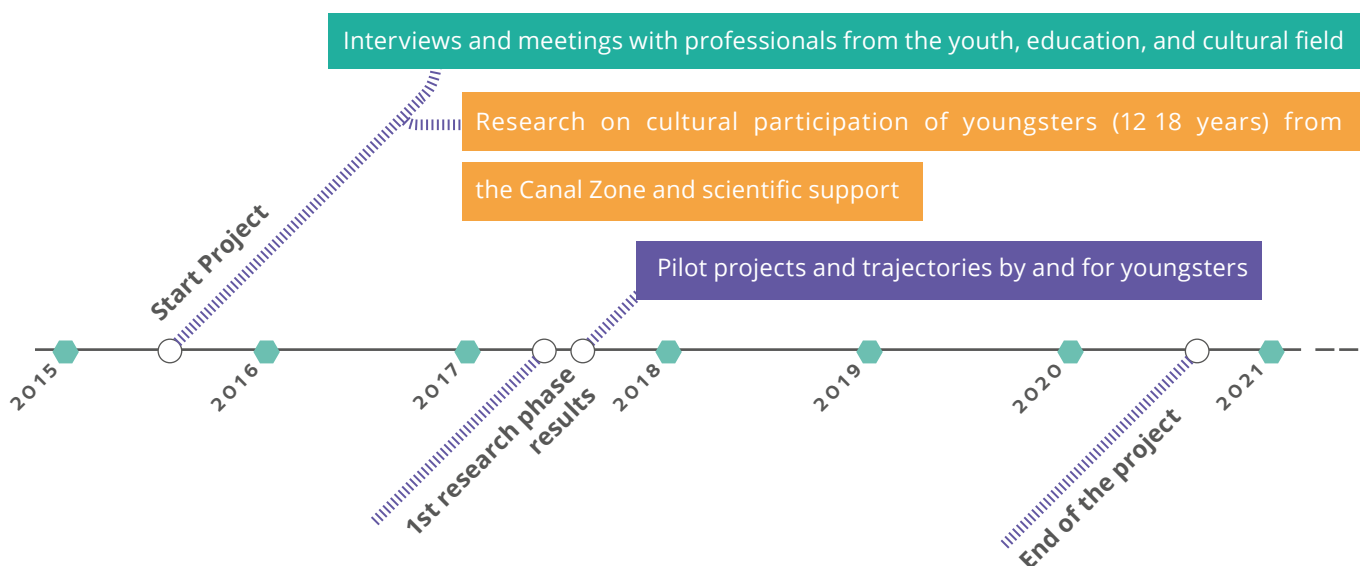 Interviews and meetings with professionals from the youth, education, and cultural field
Research on cultural participation of youngsters (12 18 years) from
the Canal Zone and scientific support
Pilot projects and trajectories by and for youngsters
Start Project
2015
2016
2017
2018
2019
2020
2021
1st research phase
results
End of the project